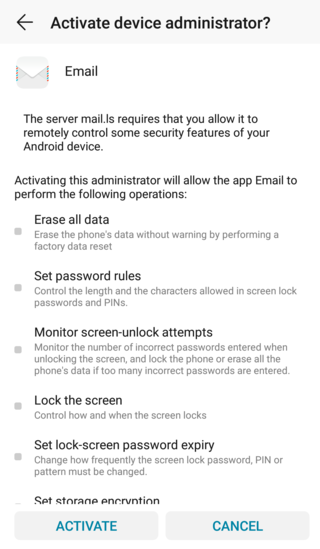 Activate device administrator?
Email
The server mail.ls requires that you allow it to
remotely control some security features of your
Android device.
Activating this administrator will allow the app Email to
perform the following operations:
Erase all data
Erase the phone's data without warning by performing a
factory data reset
Set password rules
Control the length and the characters allowed in screen lock
passwords and PINs.
Monitor screen-unlock attempts
Monitor the number of incorrect passwords entered when
unlocking the screen, and lock the phone or erase all the
phone's data if too many incorrect passwords are entered.
Lock the screen
Control how and when the screen locks
Set lock-screen password expiry
Change how frequently the screen lock password, PIN or
pattern must be changed.
Set storage encryption
ACTIVATE
CANCEL